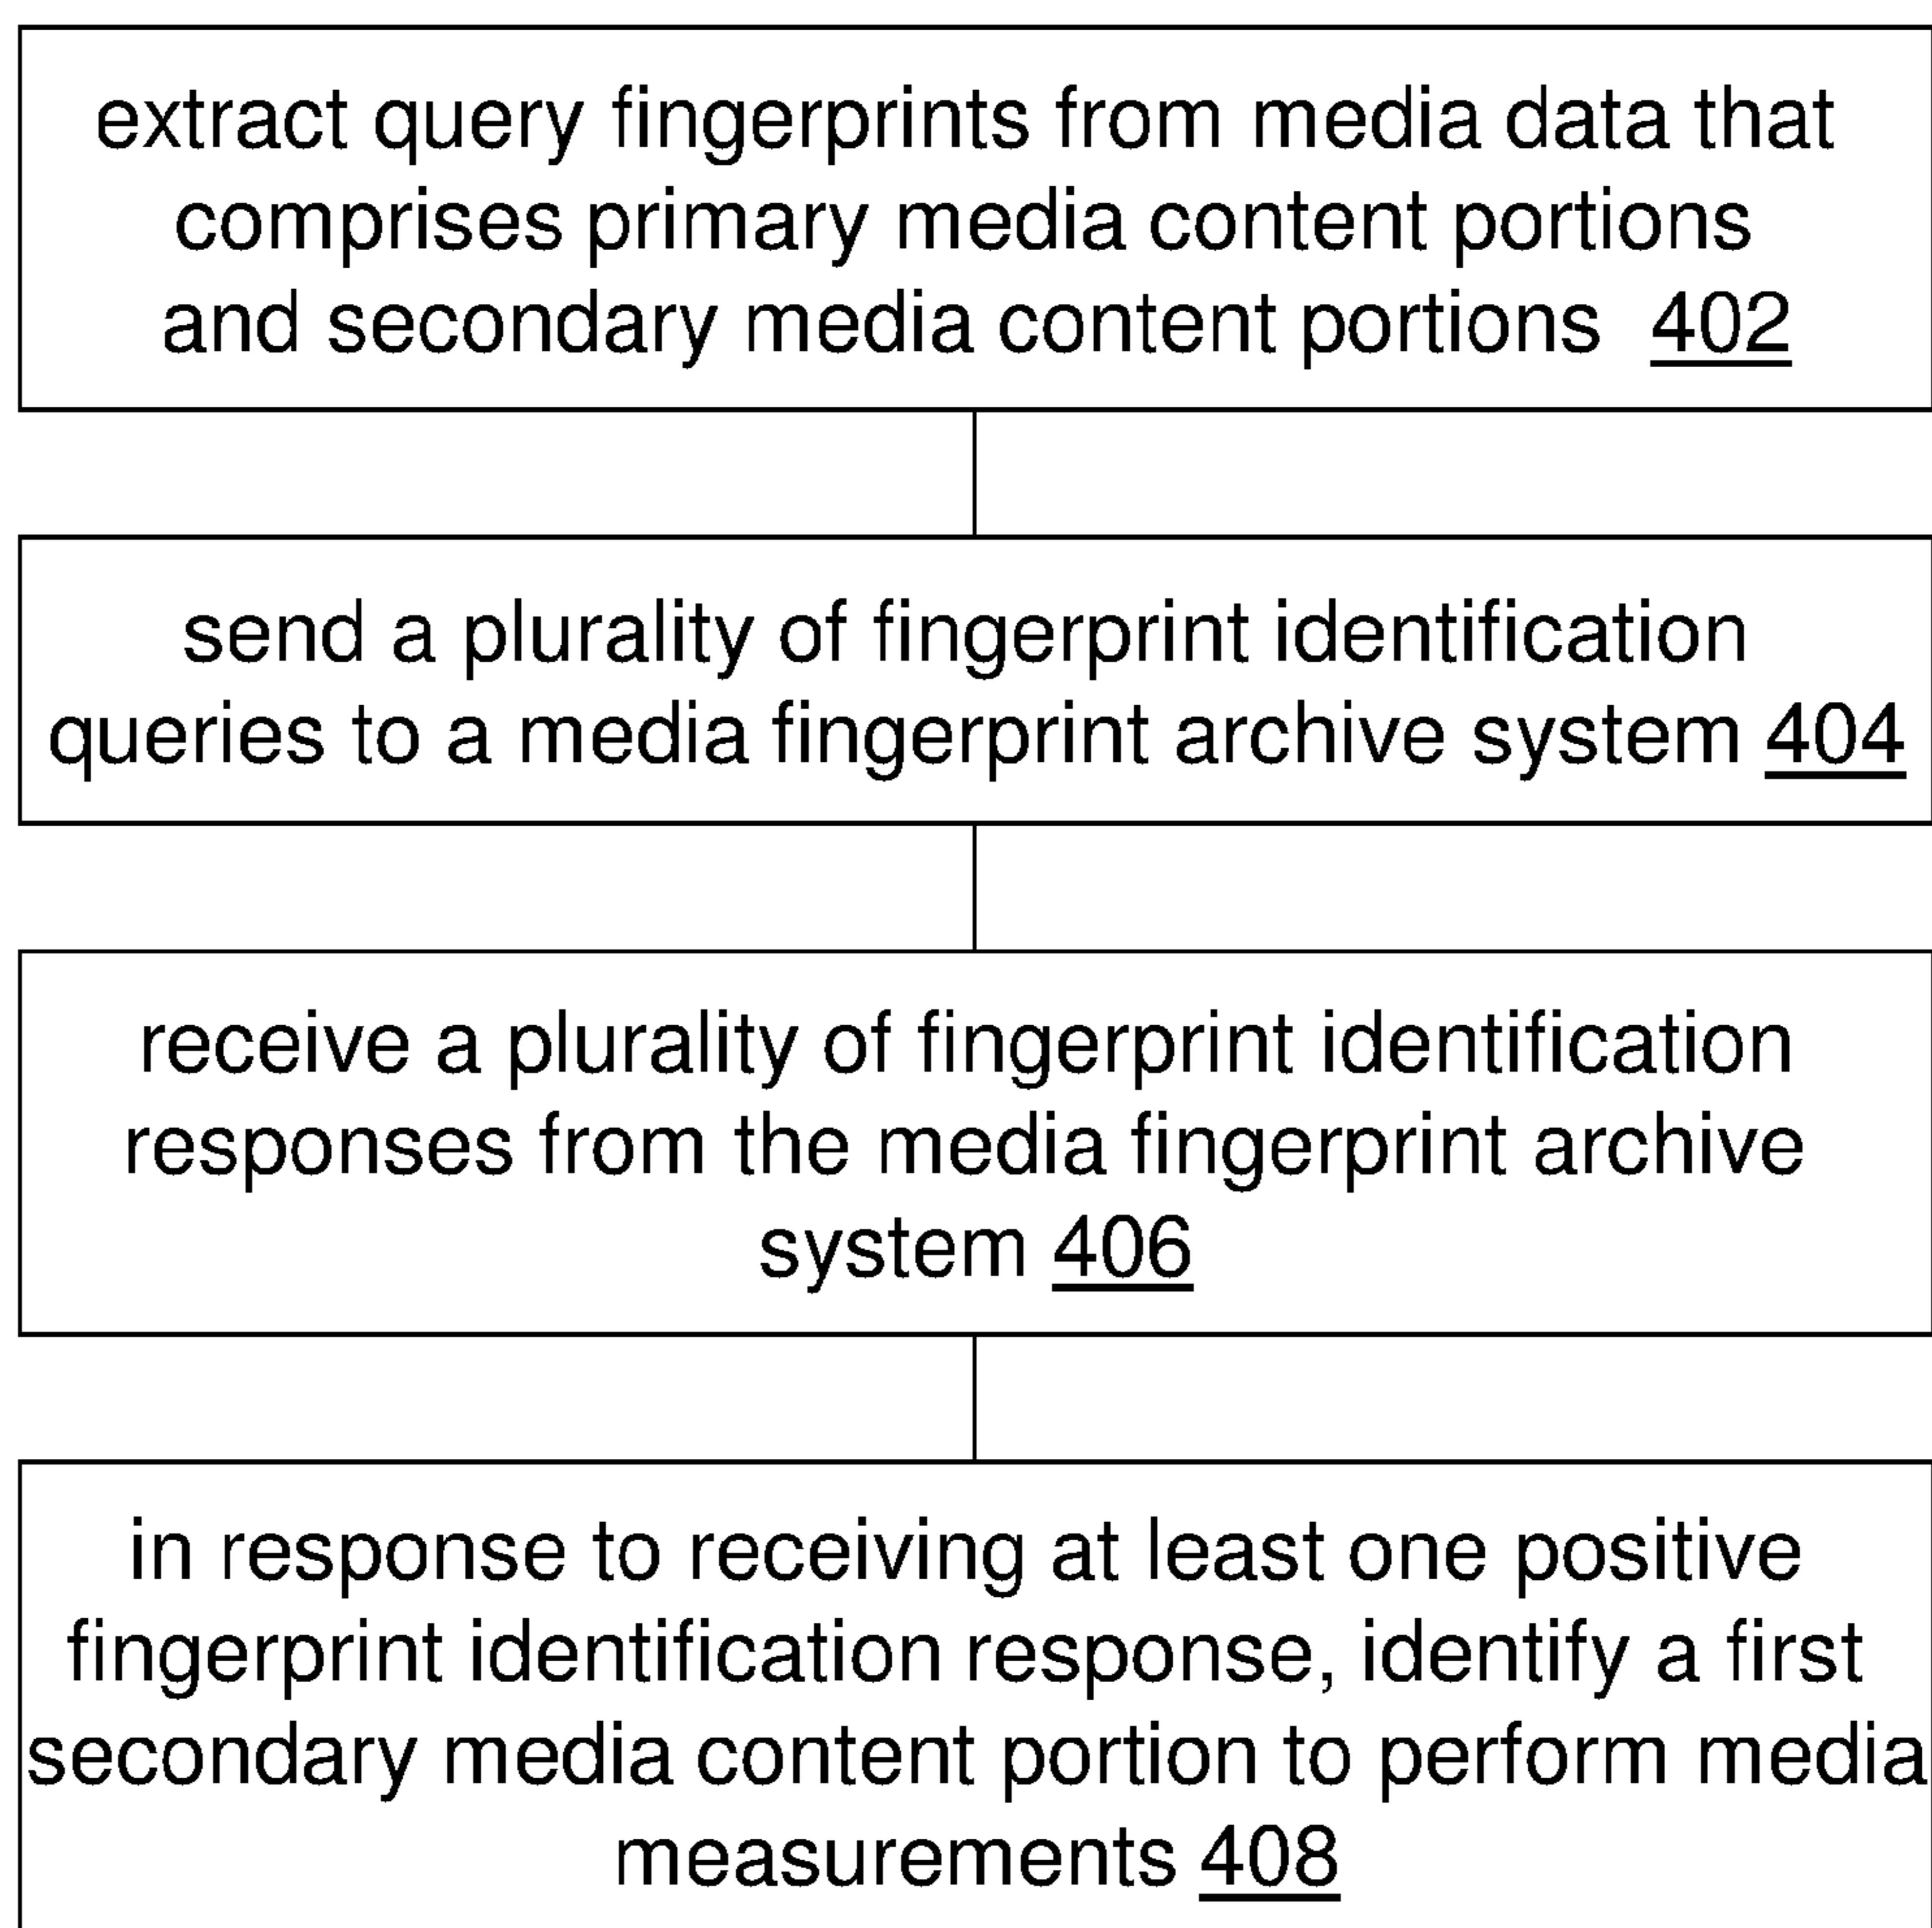 extract query fingerprints from media data that
comprises primary media content portions
and secondary media content portions 402
send a plurality of fingerprint identification
queries to a media fingerprint archive system 404
receive a plurality of fingerprint identification
responses from the media fingerprint archive
system 406
in response to receiving at least one positive
fingerprint identification response, identify a first
secondary media content portion to perform media
measurements 408